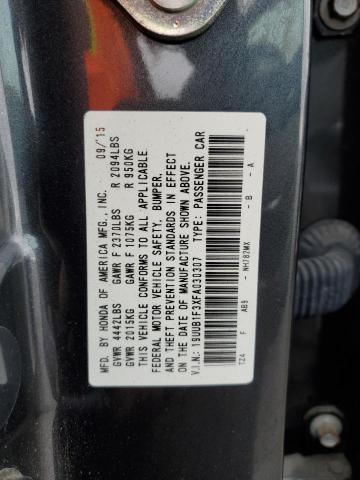 MFD. BY HONDA OF AMERICA MFG., INC. 09/15
GVWR 4442LBS GAWR F 2370LBS R 2094LBS
GVWR 2015KG GAWR F 1075KG R 950KG
THIS VEHICLE CONFORMS TO ALL APPLICABLE
FEDERAL MOTOR VEHICLE SAFETY, BUMPER,
AND THEFT PREVENTION STANDARDS IN EFFECT
ON THE DATE OF MANUFACTURE SHOWN ABOVE.
V.I.N.: 19UUB1F3XFA030307 TYPE: PASSENGER CAR
T24 F AB9 - NH782MX - B - A